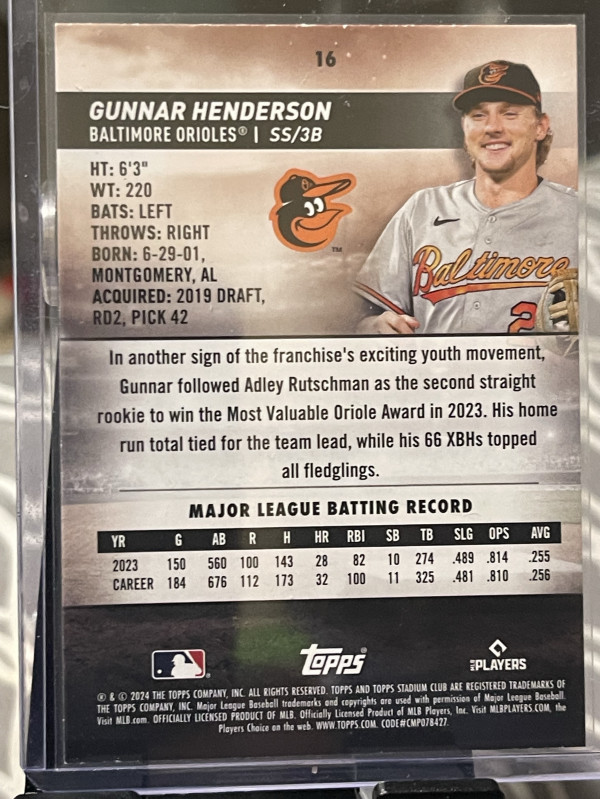 16
GUNNAR HENDERSON
BALTIMORE ORIOLES® | SS/3B
HT: 6'3"
WT: 220
BATS: LEFT
THROWS: RIGHT
BORN: 6-29-01,
MONTGOMERY, AL
ACQUIRED: 2019 DRAFT,
RD2, PICK 42
TM
Baltimore
2
In another sign of the franchise's exciting youth movement,
Gunnar followed Adley Rutschman as the second straight
rookie to win the Most Valuable Oriole Award in 2023. His home
run total tied for the team lead, while his 66 XBHs topped
all fledglings.
MAJOR LEAGUE BATTING RECORD
YR G AB R H HR RBI SB TB SLG OPS AVG
2023 150 560 100 143 28 82 10 274 .489 .814 .255
CAREER 184 676 112 173 32 100 11 325 .481 .810 .256
topps®
MLB PLAYERS
® & © 2024 THE TOPPS COMPANY, INC. ALL RIGHTS RESERVED. TOPPS AND TOPPS STADIUM CLUB ARE REGISTERED TRADEMARKS OF
THE TOPPS COMPANY, INC. Major League Baseball trademarks and copyrights are used with permission of Major League Baseball.
Visit MLB.com. OFFICIALLY LICENSED PRODUCT OF MLB. Officially Licensed Product of MLB Players, Inc. Visit MLBPLAYERS.COM, the
Players Choice on the web. WWW.TOPPS.COM. CODE#CMP078427.